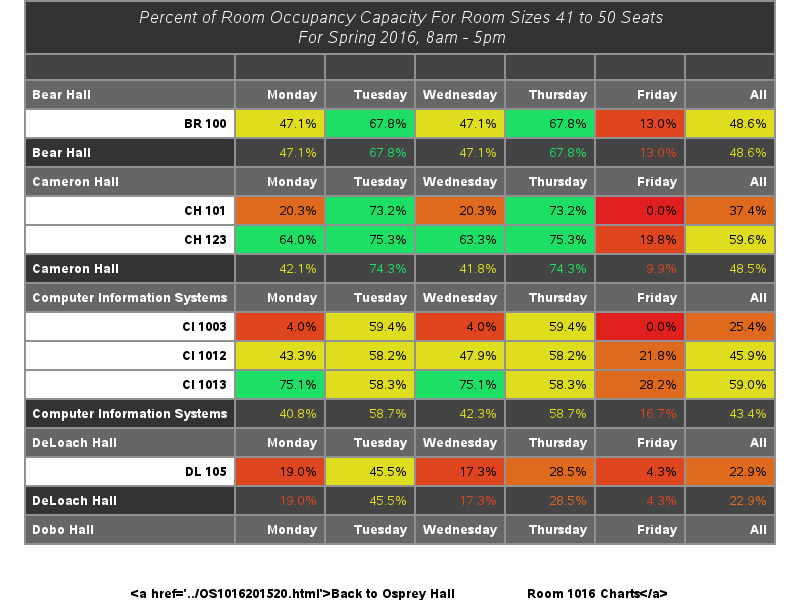 Percent of Room Occupancy Capacity For Room Sizes 41 to 50 Seats
For Spring 2016, 8am - 5pm
Bear Hall Monday Tuesday Wednesday Thursday Friday All
BR 100 47.1% 67.8% 47.1% 67.8% 13.0% 48.6%
Bear Hall 47.1% 67.8% 47.1% 67.8% 13.0% 48.6%
Cameron Hall Monday Tuesday Wednesday Thursday Friday All
CH 101 20.3% 73.2% 20.3% 73.2% 0.0% 37.4%
CH 123 64.0% 75.3% 63.3% 75.3% 19.8% 59.6%
Cameron Hall 42.1% 74.3% 41.8% 74.3% 9.9% 48.5%
Computer Information Systems Monday Tuesday Wednesday Thursday Friday All
CI 1003 4.0% 59.4% 4.0% 59.4% 0.0% 25.4%
CI 1012 43.3% 58.2% 47.9% 58.2% 21.8% 45.9%
CI 1013 75.1% 58.3% 75.1% 58.3% 28.2% 59.0%
Computer Information Systems 40.8% 58.7% 42.3% 58.7% 16.7% 43.4%
DeLoach Hall Monday Tuesday Wednesday Thursday Friday All
DL 105 19.0% 45.5% 17.3% 28.5% 4.3% 22.9%
DeLoach Hall 19.0% 45.5% 17.3% 28.5% 4.3% 22.9%
Dobo Hall Monday Tuesday Wednesday Thursday Friday All
<a href='../OS1016201520.html'>Back to Osprey Hall Room 1016 Charts</a>